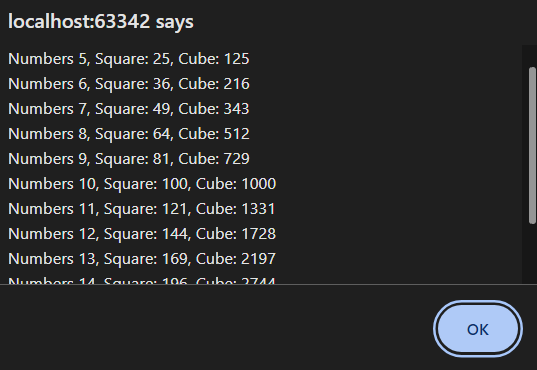 localhost:63342 says
Numbers 5, Square: 25, Cube: 125
Numbers 6, Square: 36, Cube: 216
Numbers 7, Square: 49, Cube: 343
Numbers 8, Square: 64, Cube: 512
Numbers 9, Square: 81, Cube: 729
Numbers 10, Square: 100, Cube: 1000
Numbers 11, Square: 121, Cube: 1331
Numbers 12, Square: 144, Cube: 1728
Numbers 13, Square: 169, Cube: 2197
Numbers 14, Square: 196, Cube: 2744
OK